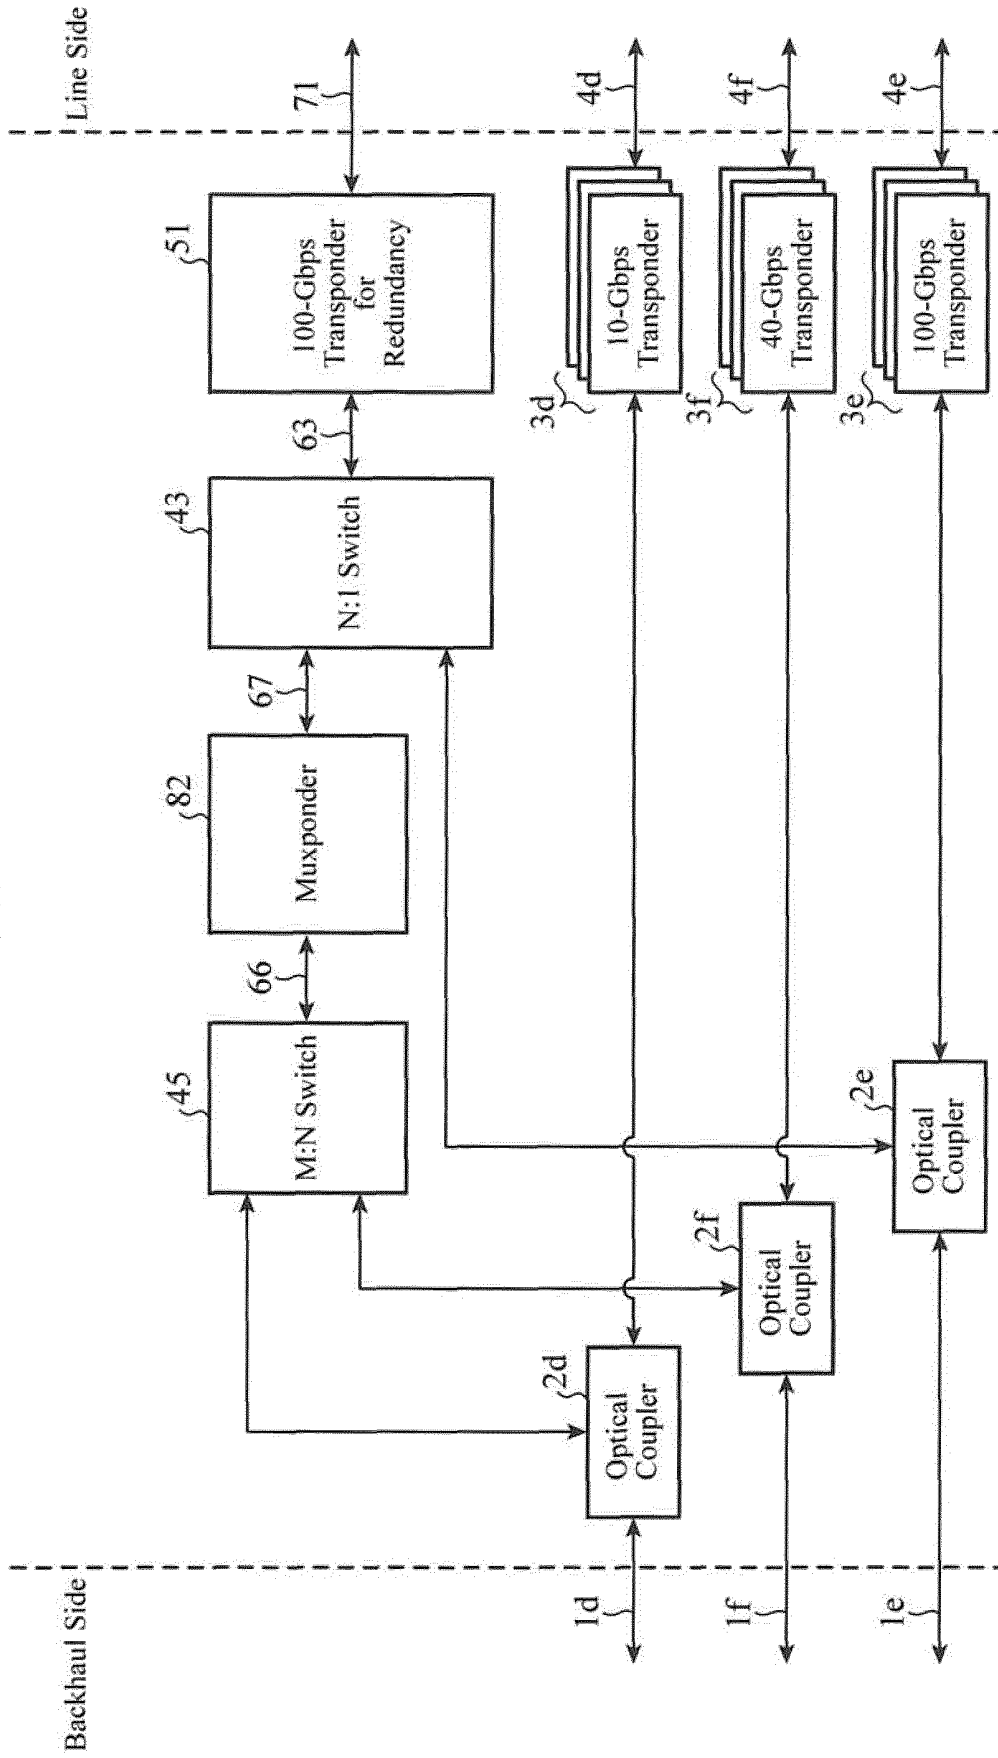 Backhaul Side
Line Side
45
M:N Switch
66
82
Muxponder
67
43
N:1 Switch
63
51
100-Gbps
Transponder
for
Redundancy
71
1d
2d
Optical
Coupler
3d
10-Gbps
Transponder
4d
1f
2f
Optical
Coupler
3f
40-Gbps
Transponder
4f
1e
2e
Optical
Coupler
3e
100-Gbps
Transponder
4e